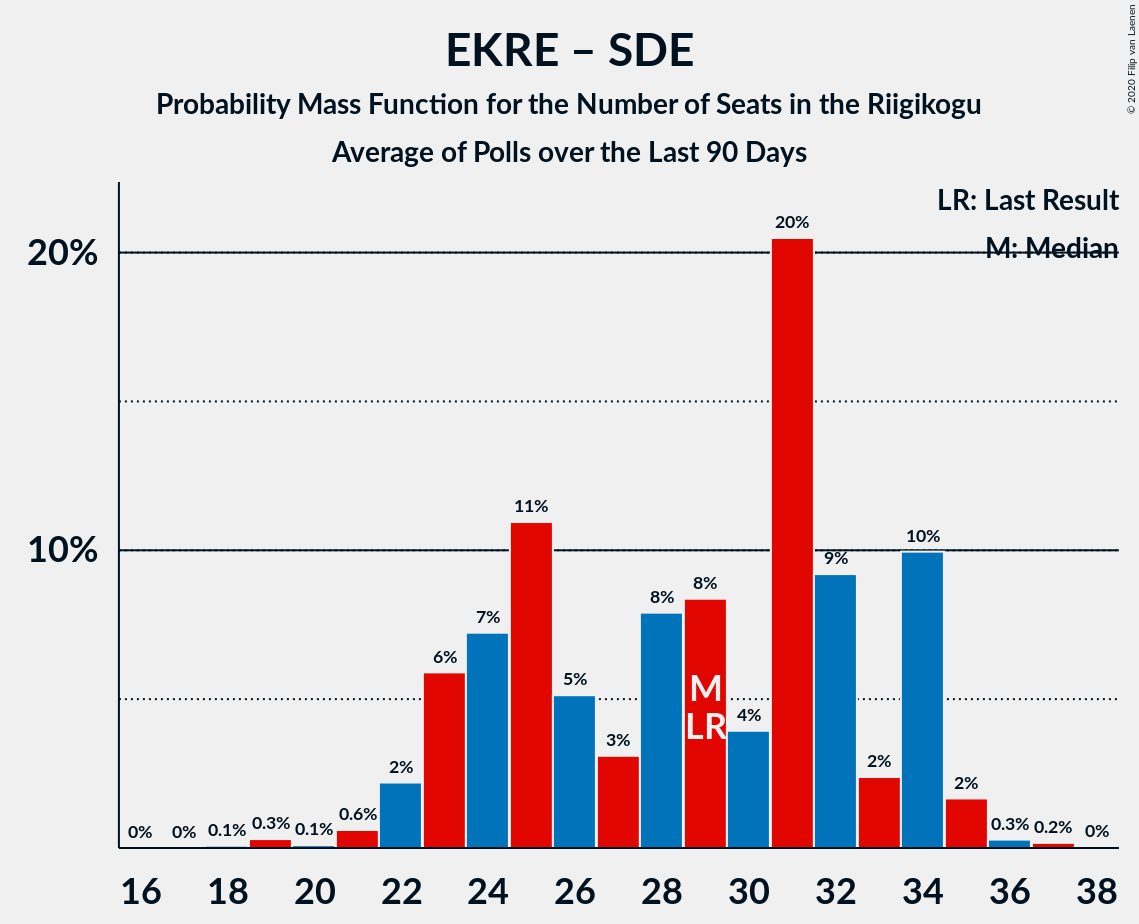 EKRE – SDE
Probability Mass Function for the Number of Seats in the Riigikogu
Average of Polls over the Last 90 Days
© 2020 Filip van Laenen
LR: Last Result
M: Median
20%
10%
0% 0% 0.1% 0.3% 0.1% 0.6% 2% 6% 7% 11% 5% 3% 8% 8% 4% 20% 9% 2% 10% 2% 0.3% 0.2% 0%
M
LR
16 18 20 22 24 26 28 30 32 34 36 38